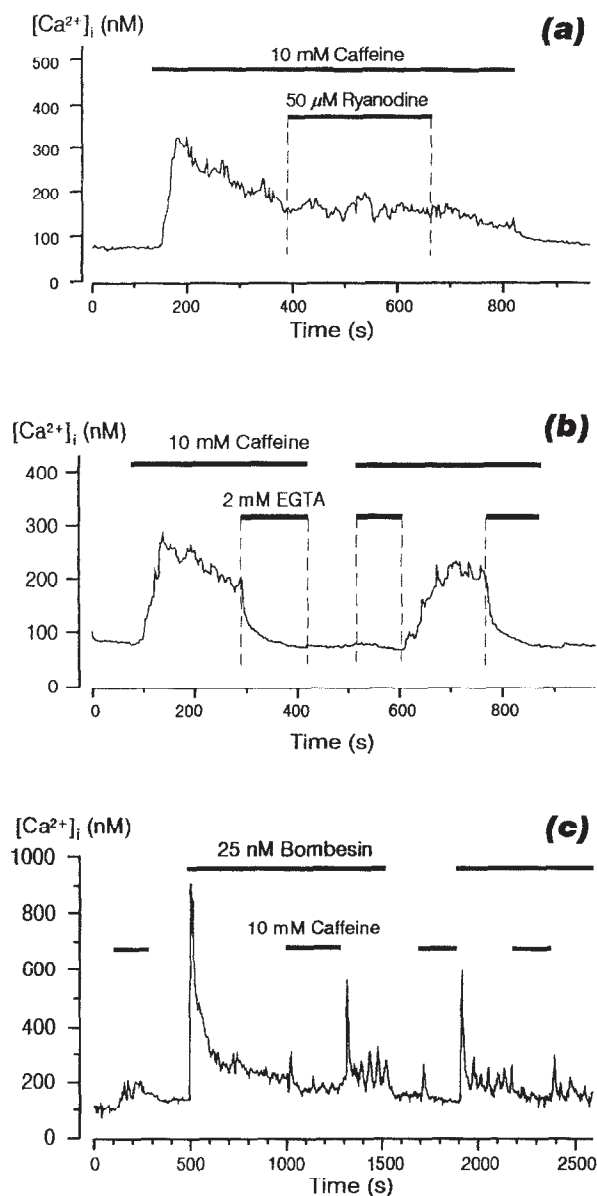 [Ca²⁺]ᵢ (nM)
(a)
10 mM Caffeine
500
50 µM Ryanodine
400
300
200
100
0
0 200 400 600 800
Time (s)
[Ca²⁺]ᵢ (nM)
(b)
10 mM Caffeine
400
2 mM EGTA
300
200
100
0
0 200 400 600 800
Time (s)
[Ca²⁺]ᵢ (nM)
(c)
1000
25 nM Bombesin
800
10 mM Caffeine
600
400
200
0
0 500 1000 1500 2000 2500
Time (s)